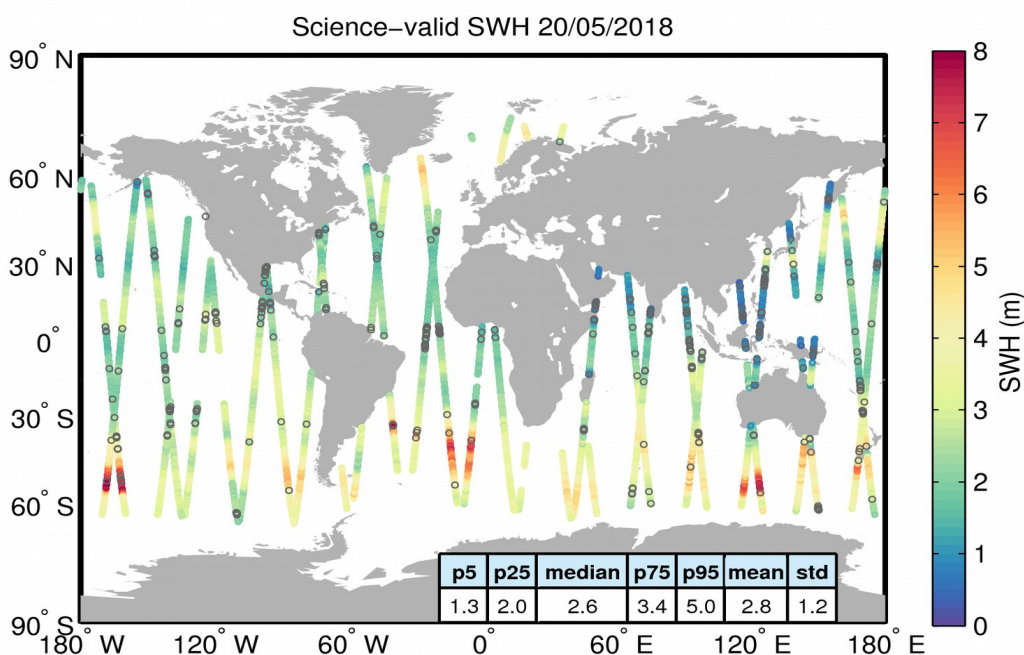 Science−valid SWH 20/05/2018
90° N
60° N
30° N
0°
30° S
60° S
90° S
180° W
120° W
60° W
0°
60° E
120° E
180° E
p5 p25 median p75 p95 mean std
1.3 2.0 2.6 3.4 5.0 2.8 1.2
8
7
6
5
4
3
2
1
0
SWH (m)